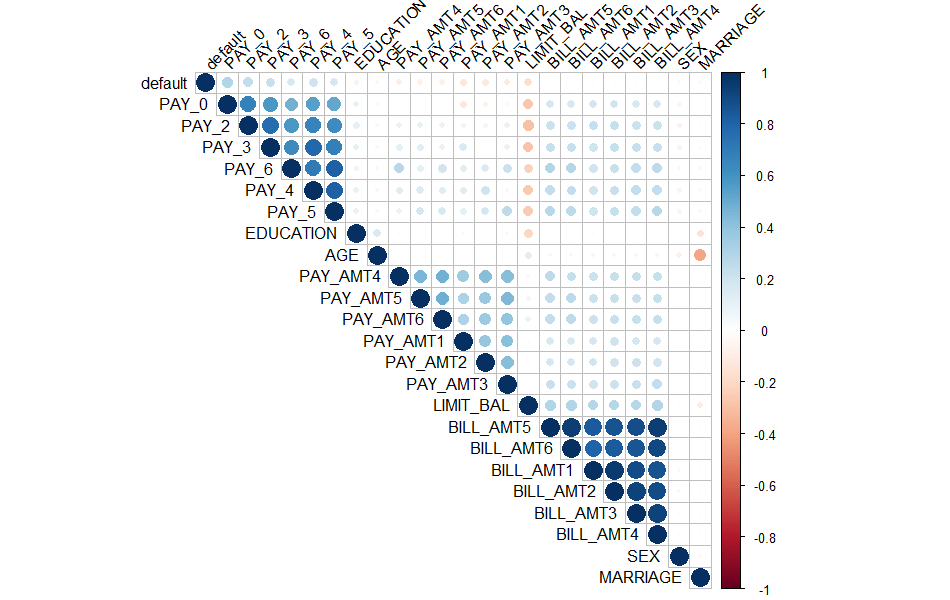 default
PAY_0
PAY_2
PAY_3
PAY_6
PAY_4
PAY_5
EDUCATION
AGE
PAY_AMT4
PAY_AMT5
PAY_AMT6
PAY_AMT1
PAY_AMT2
PAY_AMT3
LIMIT_BAL
BILL_AMT5
BILL_AMT6
BILL_AMT1
BILL_AMT2
BILL_AMT3
BILL_AMT4
SEX
MARRIAGE
default
PAY_0
PAY_2
PAY_3
PAY_6
PAY_4
PAY_5
EDUCATION
AGE
PAY_AMT4
PAY_AMT5
PAY_AMT6
PAY_AMT1
PAY_AMT2
PAY_AMT3
LIMIT_BAL
BILL_AMT5
BILL_AMT6
BILL_AMT1
BILL_AMT2
BILL_AMT3
BILL_AMT4
SEX
MARRIAGE
1
0.8
0.6
0.4
0.2
0
-0.2
-0.4
-0.6
-0.8
-1